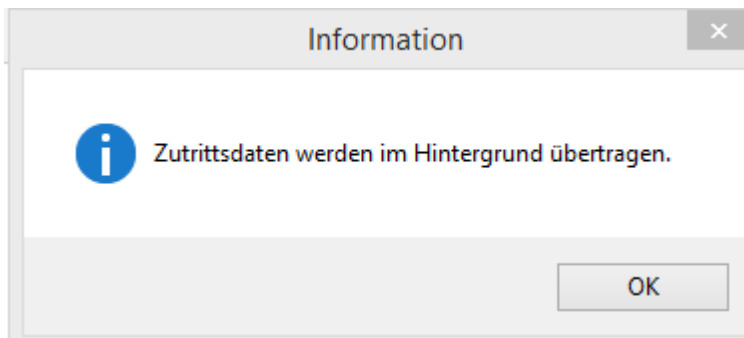 Information
Zutrittsdaten werden im Hintergrund übertragen.
OK